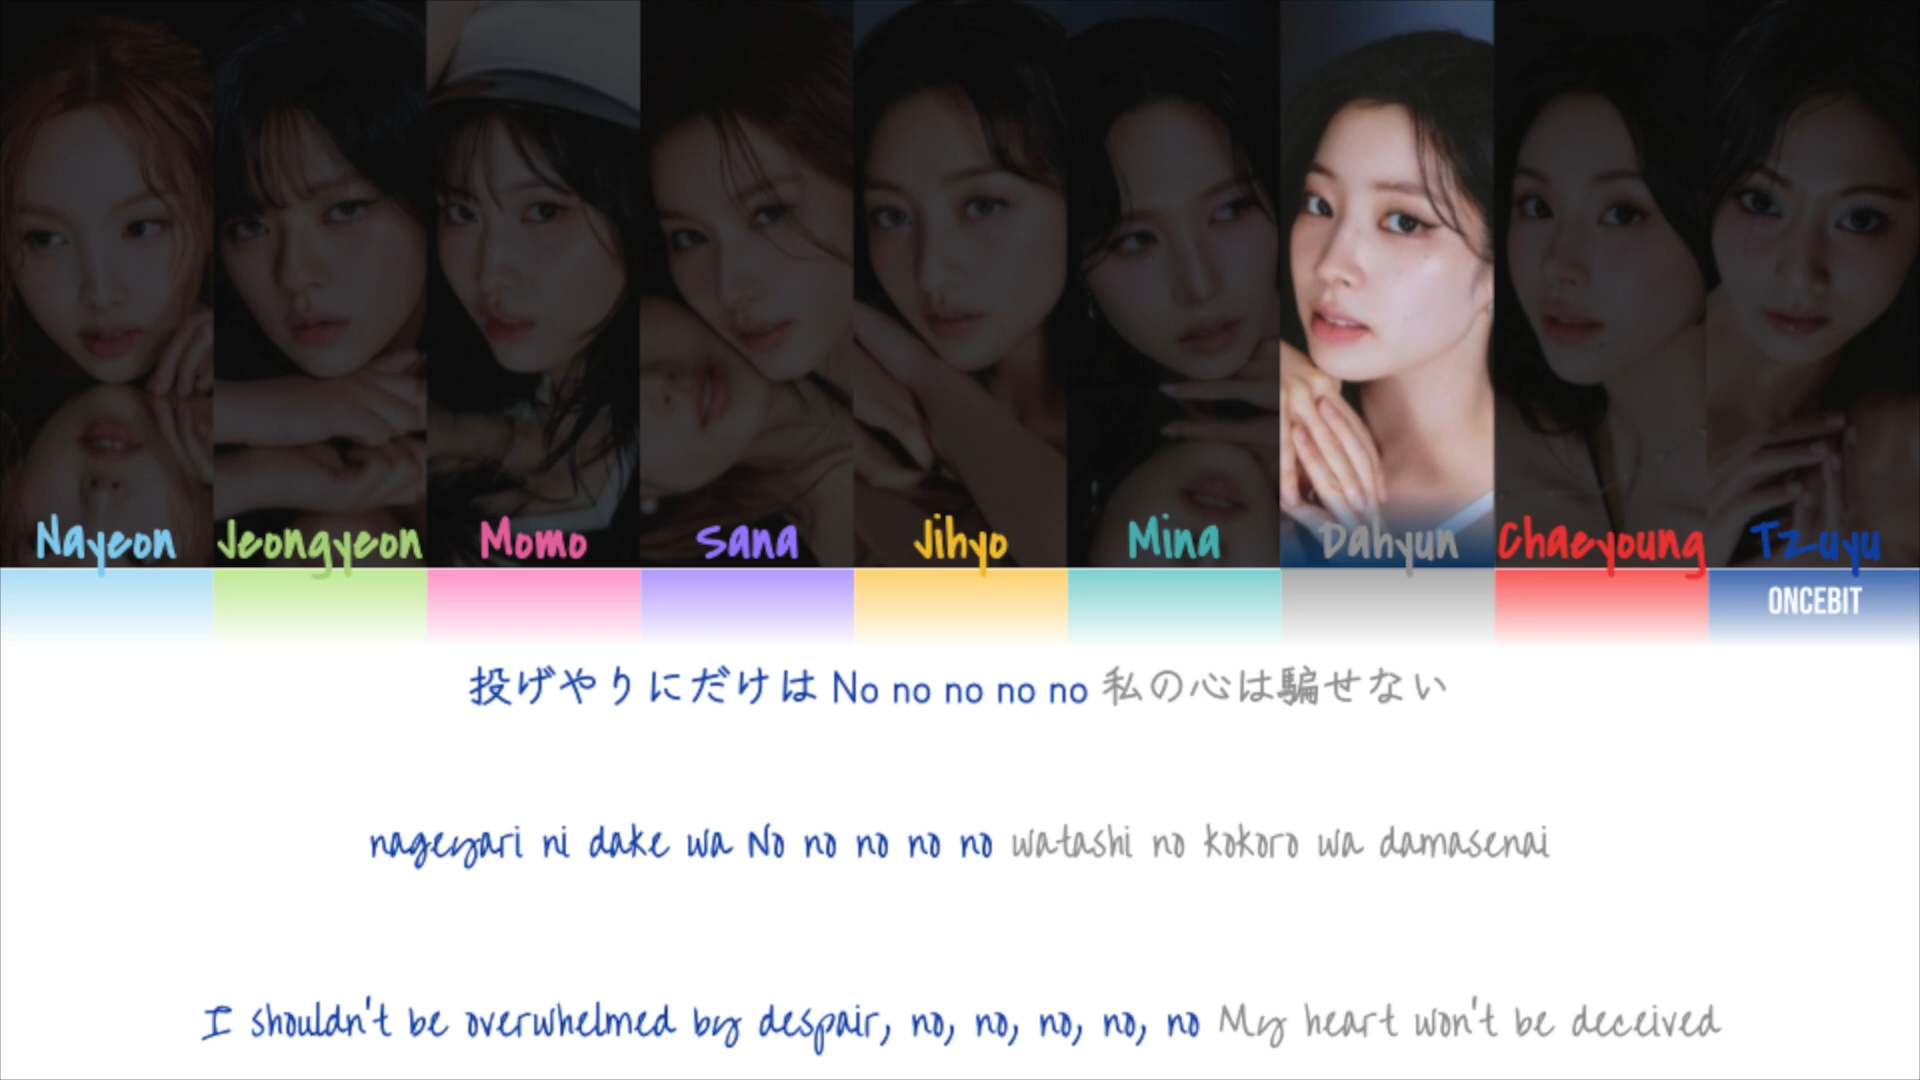 Nayeon Jeongyeon Momo Sana Jihyo Mina Dahyun Chaeyoung Tzuyu
ONCEBIT
投げやりにだけは No no no no no 私の心は騙せない
nageyari ni dake wa No no no no no watashi no kokoro wa damasenai
I shouldn't be overwhelmed by despair, no, no, no, no, no My heart won't be deceived